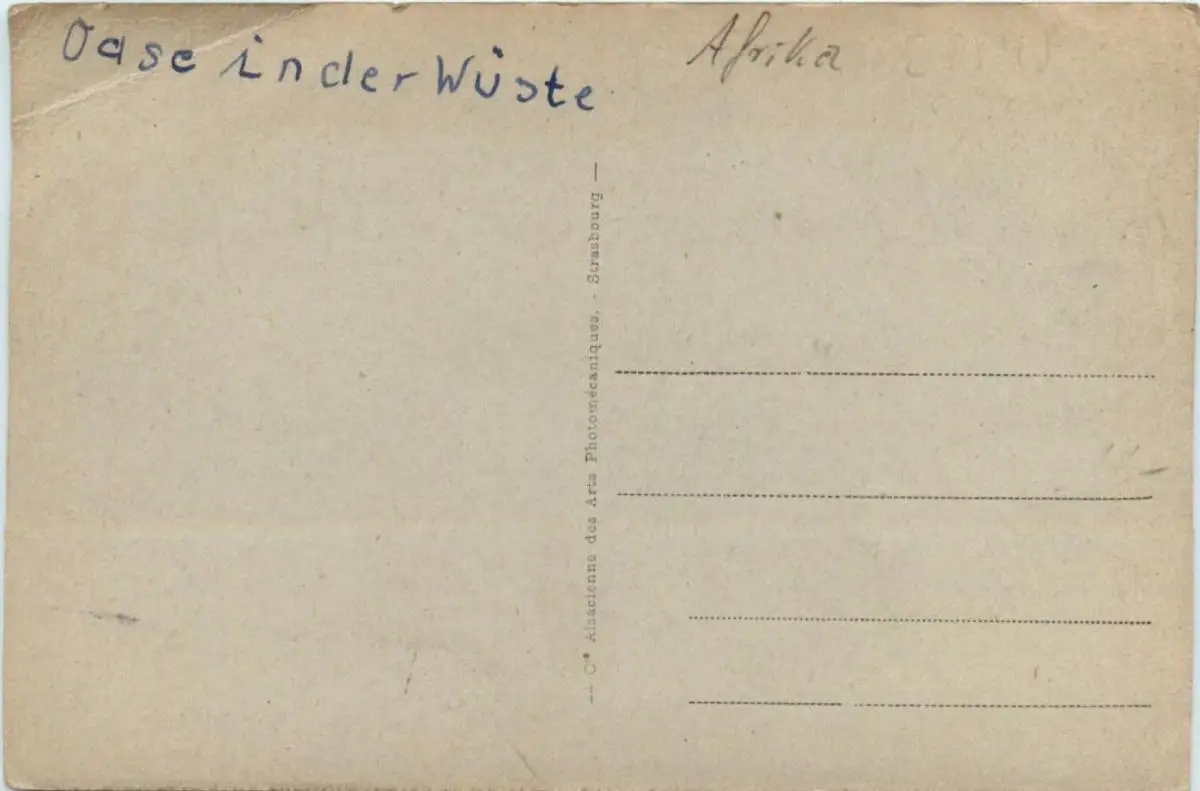 Oase in der Wüste
Afrika
— Cie Alsacienne des Arts Photomécaniques, - Strasbourg —